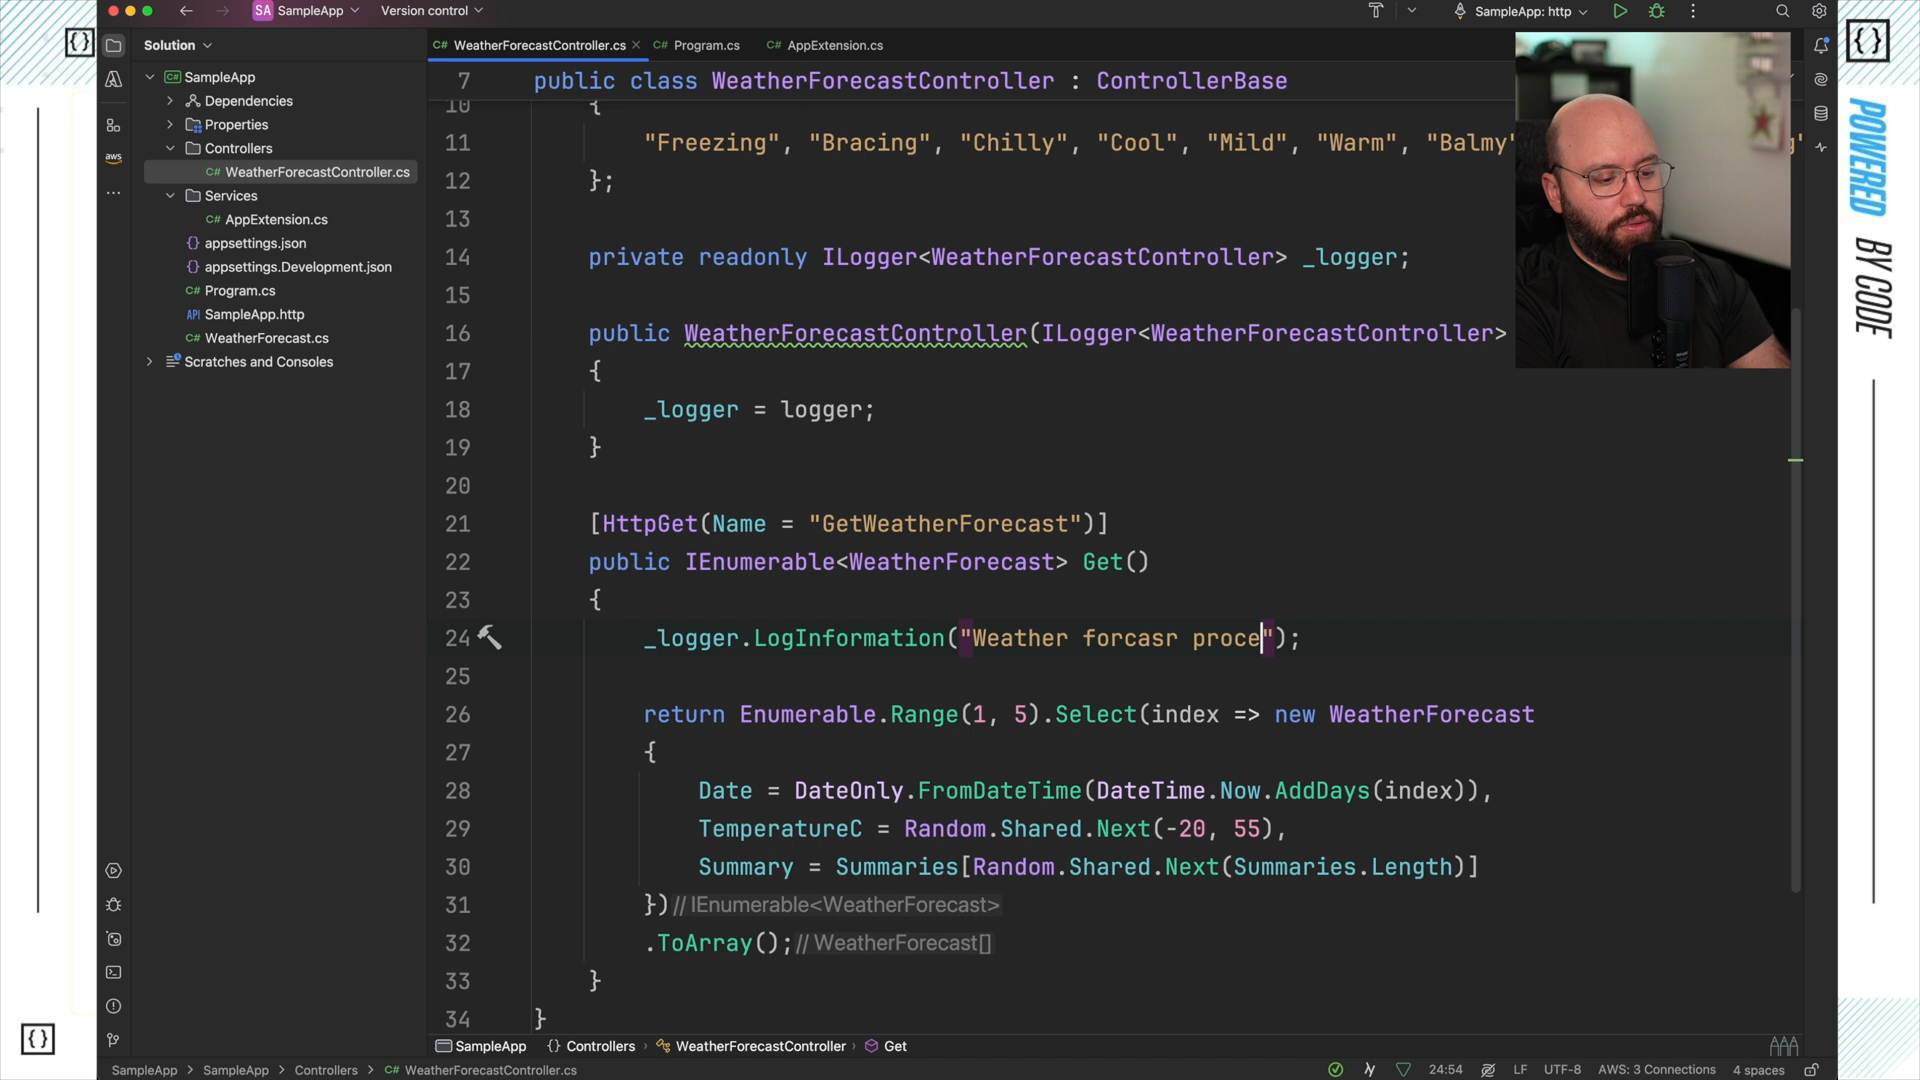 SA SampleApp
Version control
SampleApp: http
Solution
C# WeatherForecastController.cs
C# Program.cs
C# AppExtension.cs
SampleApp
Dependencies
Properties
Controllers
C# WeatherForecastController.cs
Services
C# AppExtension.cs
{} appsettings.json
{} appsettings.Development.json
C# Program.cs
API SampleApp.http
C# WeatherForecast.cs
Scratches and Consoles
aws
7 public class WeatherForecastController : ControllerBase
10 {
11 "Freezing", "Bracing", "Chilly", "Cool", "Mild", "Warm", "Balmy"
12 };
13
14 private readonly ILogger<WeatherForecastController> _logger;
15
16 public WeatherForecastController(ILogger<WeatherForecastController>
17 {
18 _logger = logger;
19 }
20
21 [HttpGet(Name = "GetWeatherForecast")]
22 public IEnumerable<WeatherForecast> Get()
23 {
24 _logger.LogInformation("Weather forcasr proce");
25
26 return Enumerable.Range(1, 5).Select(index => new WeatherForecast
27 {
28 Date = DateOnly.FromDateTime(DateTime.Now.AddDays(index)),
29 TemperatureC = Random.Shared.Next(-20, 55),
30 Summary = Summaries[Random.Shared.Next(Summaries.Length)]
31 }) // IEnumerable<WeatherForecast>
32 .ToArray(); // WeatherForecast[]
33 }
34 }
SampleApp {} Controllers > WeatherForecastController > Get
SampleApp > SampleApp > Controllers > C# WeatherForecastController.cs
24:54 LF UTF-8 AWS: 3 Connections 4 spaces
{}
{}
{}
POWERED BY CODE